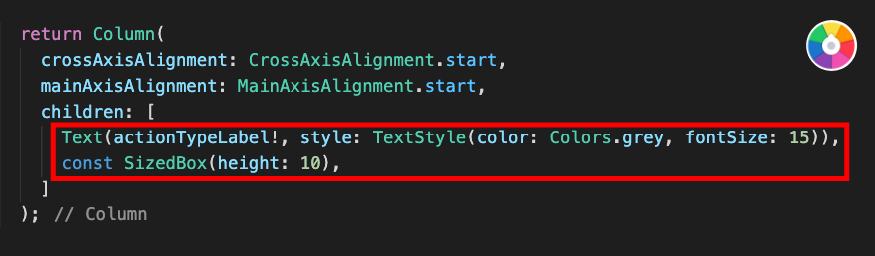 return Column(
crossAxisAlignment: CrossAxisAlignment.start,
mainAxisAlignment: MainAxisAlignment.start,
children: [
Text(actionTypeLabel!, style: TextStyle(color: Colors.grey, fontSize: 15)),
const SizedBox(height: 10),
]
); // Column